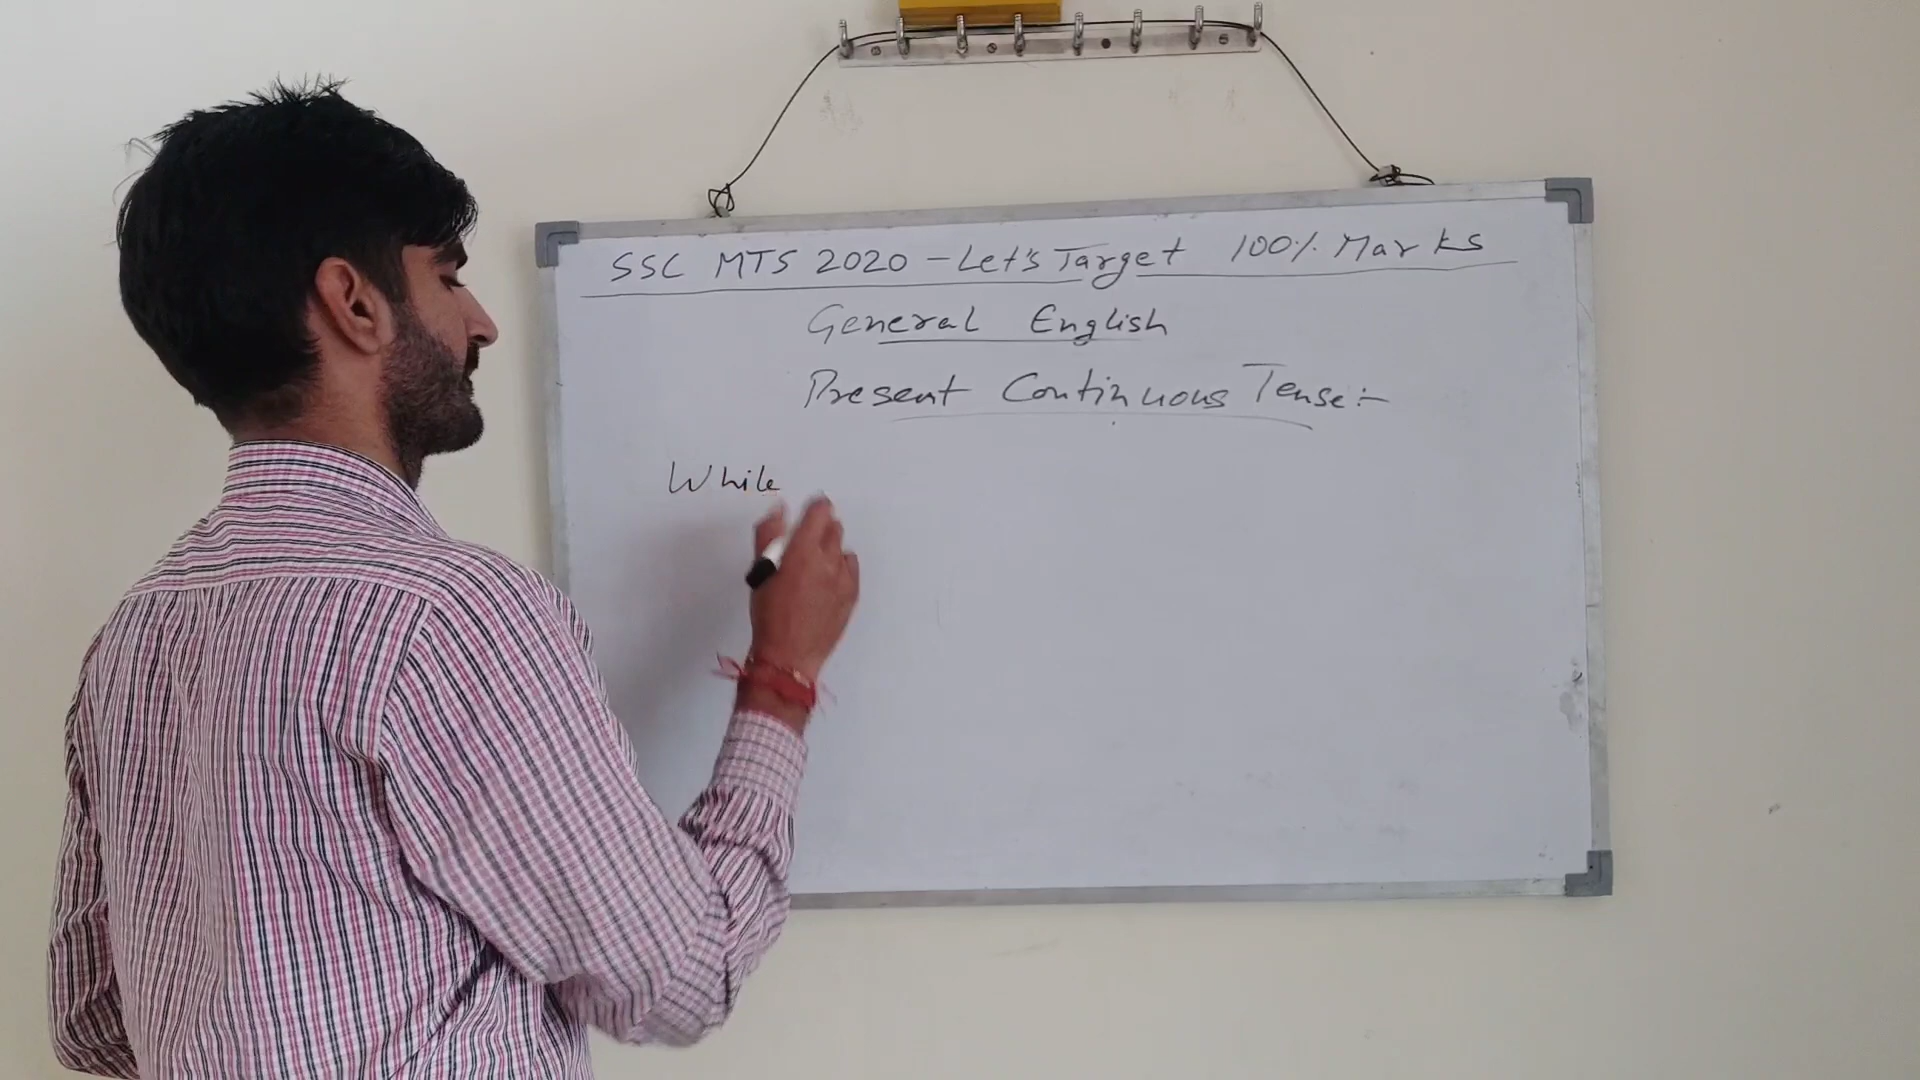 SSC MTS 2020 - Let's Target 100% Marks
General English
Present Continuous Tense:-
While